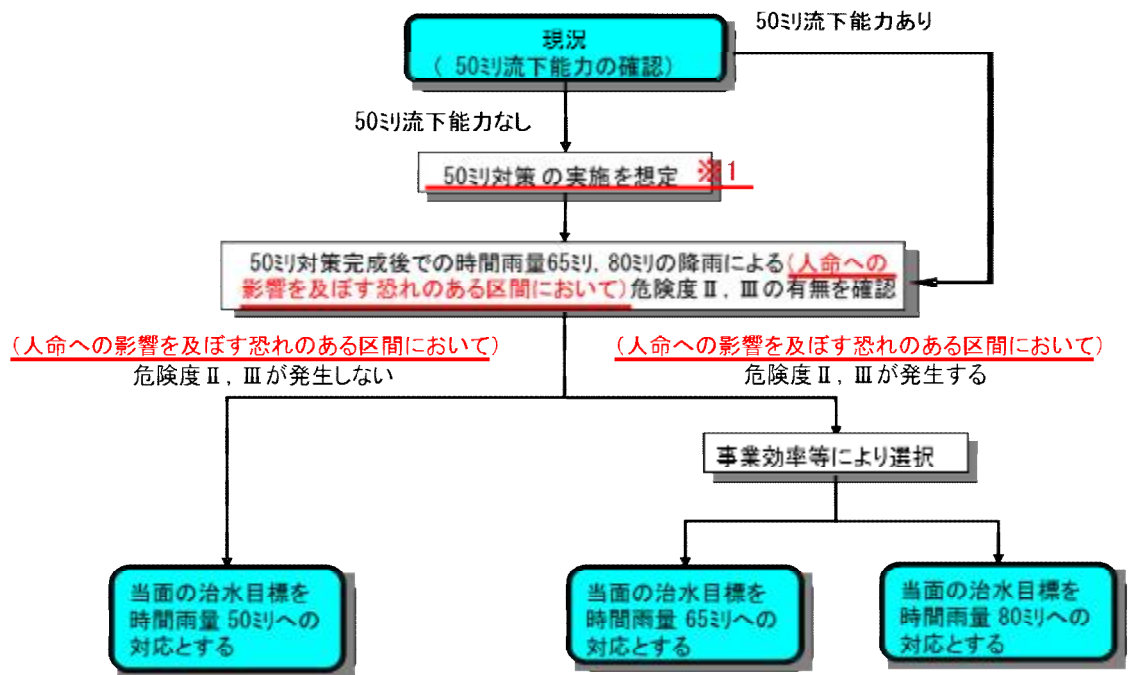 50ミリ流下能力あり
現況
( 50ミリ流下能力の確認)
50ミリ流下能力なし
50ミリ対策 の実施を想定 ※1
50ミリ対策完成後での時間雨量65ミリ, 80ミリの降雨による(人命への
影響を及ぼす恐れのある区間において)危険度Ⅱ, Ⅲの有無を確認
(人命への影響を及ぼす恐れのある区間において)
危険度Ⅱ, Ⅲが発生しない
(人命への影響を及ぼす恐れのある区間において)
危険度Ⅱ, Ⅲが発生する
事業効率等により選択
当面の治水目標を
時間雨量 50ミリへの
対応とする
当面の治水目標を
時間雨量 65ミリへの
対応とする
当面の治水目標を
時間雨量 80ミリへの
対応とする